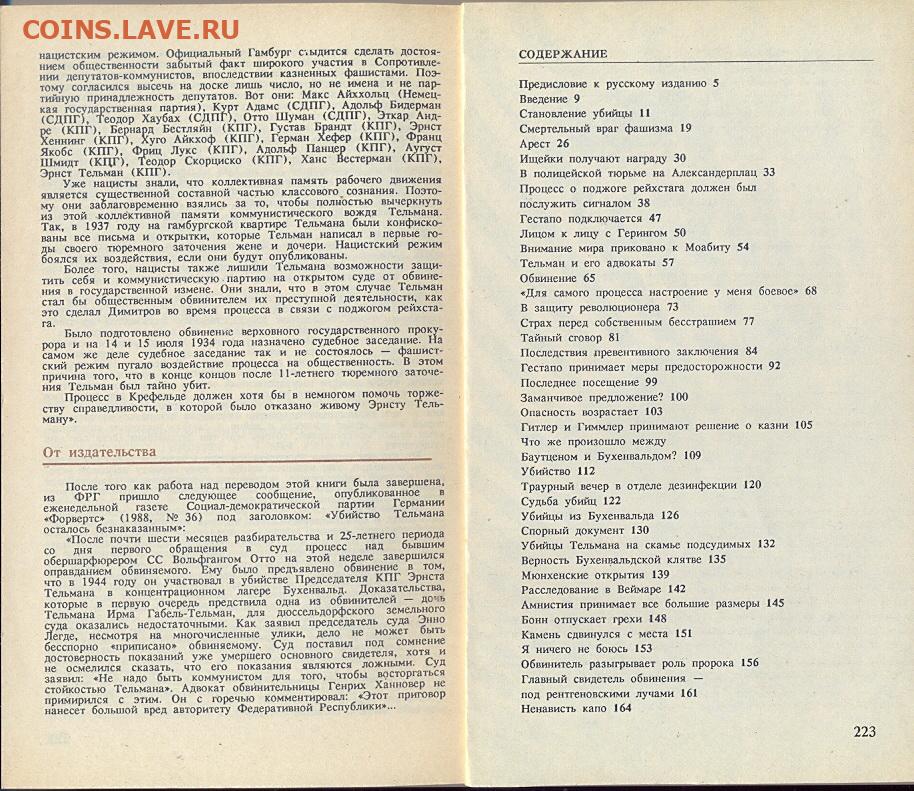 COINS.LAVE.RU
нацистским режимом. Официальный Гамбург стыдится сделать достоя-
нием общественности забытый факт широкого участия в Сопротивле-
нии депутатов-коммунистов, впоследствии казненных фашистами. Поэ-
тому согласился высечь на доске лишь число, но не имена и не пар-
тийную принадлежность депутатов. Вот они: Макс Айххольц (Немец-
кая государственная партия), Курт Адамс (СДПГ), Адольф Бидерман
(СДПГ), Теодор Хаубах (СДПГ), Отто Шуман (СДПГ), Эткар Анд-
ре (КПГ), Бернард Бестляйн (КПГ), Густав Брандт (КПГ), Эрнст
Хеннинг (КПГ), Хуго Айкхоф (КПГ), Герман Хефер (КПГ), Франц
Якобс (КПГ), Фриц Лукс (КПГ), Адольф Панцер (КПГ), Аугуст
Шмидт (КЦГ), Теодор Скорциско (КПГ), Ханс Вестерман (КПГ),
Эрнст Тельман (КПГ).
Уже нацисты знали, что коллективная память рабочего движения
является существенной составной частью классового сознания. Поэто-
му они заблаговременно взялись за то, чтобы полностью вычеркнуть
из этой коллективной памяти коммунистического вождя Тельмана.
Так, в 1937 году на гамбургской квартире Тельмана были конфиско-
ваны все письма и открытки, которые Тельман написал в первые го-
ды своего тюремного заточения жене и дочери. Нацистский режим
боялся их воздействия, если они будут опубликованы.
Более того, нацисты также лишили Тельмана возможности защи-
тить себя и коммунистическую партию на открытом суде от обвине-
ния в государственной измене. Они знали, что в этом случае Тельман
стал бы общественным обвинителем их преступной деятельности, как
это сделал Димитров во время процесса в связи с поджогом рейхста-
га.
Было подготовлено обвинение верховного государственного проку-
рора и на 14 и 15 июля 1934 года назначено судебное заседание. На
самом же деле судебное заседание так и не состоялось — фашист-
ский режим пугало воздействие процесса на общественность. В этом
причина того, что в конце концов после 11-летнего тюремного заточе-
ния Тельман был тайно убит.
Процесс в Крефельде должен хотя бы в немногом помочь торже-
ству справедливости, в которой было отказано живому Эрнсту Тель-
ману».
От издательства
После того как работа над переводом этой книги была завершена,
из ФРГ пришло следующее сообщение, опубликованное в
еженедельной газете Социал-демократической партии Германии
«Форвертс» (1988, № 36) под заголовком: «Убийство Тельмана
осталось безнаказанным»:
«После почти шести месяцев разбирательства и 25-летнего периода
со дня первого обращения в суд процесс над бывшим
обершарфюрером СС Вольфгангом Отто на этой неделе завершился
оправданием обвиняемого. Ему было предъявлено обвинение в том,
что в 1944 году он участвовал в убийстве Председателя КПГ Эрнста
Тельмана в концентрационном лагере Бухенвальд. Доказательства,
которые в первую очередь предствила одна из обвинителей — дочь
Тельмана Ирма Габель-Тельман, для дюссельдорфского земельного
суда оказались недостаточными. Как заявил председатель суда Энно
Легде, несмотря на многочисленные улики, дело не может быть
бесспорно «приписано» обвиняемому. Суд поставил под сомнение
достоверность показаний уже умершего основного свидетеля, хотя и
не осмелился сказать, что его показания являются ложными. Суд
заявил: «Не надо быть коммунистом для того, чтобы восторгаться
стойкостью Тельмана». Адвокат обвинительницы Генрих Ханновер не
примирился с этим. Он с горечью комментировал: «Этот приговор
нанесет большой вред авторитету Федеративной Республики»...
СОДЕРЖАНИЕ
Предисловие к русскому изданию 5
Введение 9
Становление убийцы 11
Смертельный враг фашизма 19
Арест 26
Ищейки получают награду 30
В полицейской тюрьме на Александерплац 33
Процесс о поджоге рейхстага должен был
послужить сигналом 38
Гестапо подключается 47
Лицом к лицу с Герингом 50
Внимание мира приковано к Моабиту 54
Тельман и его адвокаты 57
Обвинение 65
«Для самого процесса настроение у меня боевое» 68
В защиту революционера 73
Страх перед собственным бесстрашием 77
Тайный сговор 81
Последствия превентивного заключения 84
Гестапо принимает меры предосторожности 92
Последнее посещение 99
Заманчивое предложение? 100
Опасность возрастает 103
Гитлер и Гиммлер принимают решение о казни 105
Что же произошло между
Баутценом и Бухенвальдом? 109
Убийство 112
Траурный вечер в отделе дезинфекции 120
Судьба убийц 122
Убийцы из Бухенвальда 126
Спорный документ 130
Убийцы Тельмана на скамье подсудимых 132
Верность Бухенвальдской клятве 135
Мюнхенские открытия 139
Расследование в Веймаре 142
Амнистия принимает все большие размеры 145
Бонн отпускает грехи 148
Камень сдвинулся с места 151
Я ничего не боюсь 153
Обвинитель разыгрывает роль пророка 156
Главный свидетель обвинения —
под рентгеновскими лучами 161
Ненависть капо 164
223